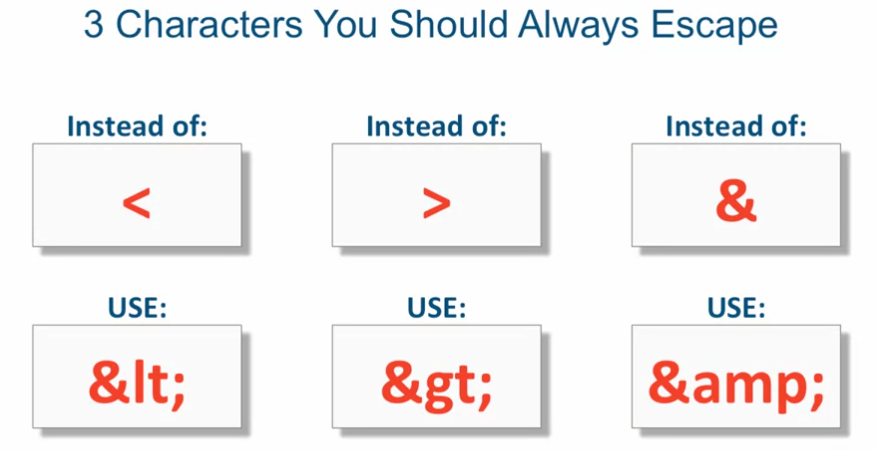 3 Characters You Should Always Escape
Instead of: Instead of: Instead of:
< > &
USE: USE: USE:
&lt; &gt; &amp;